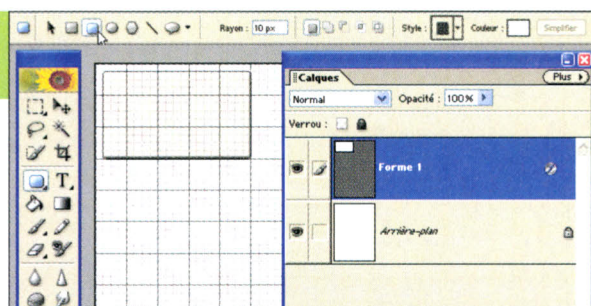 Rayon : 10 px Style : Couleur : Simplifier
Calques Plus
Normal Opacité : 100%
Verrou :
Forme 1
Arrière-plan
T